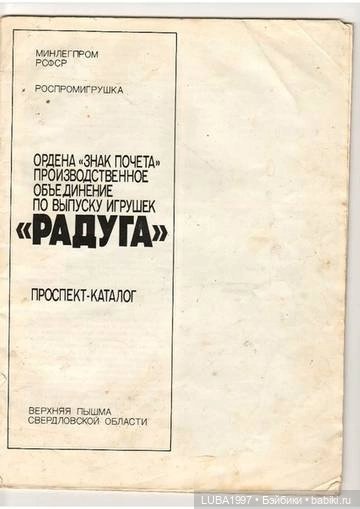 МИНЛЕГПРОМ
РСФСР
РОСПРОМИГРУШКА
ОРДЕНА «ЗНАК ПОЧЕТА»
ПРОИЗВОДСТВЕННОЕ
ОБЪЕДИНЕНИЕ
ПО ВЫПУСКУ ИГРУШЕК
«РАДУГА»
ПРОСПЕКТ-КАТАЛОГ
ВЕРХНЯЯ ПЫШМА
СВЕРДЛОВСКОЙ ОБЛАСТИ
LUBA1997 • Бэйбики • babiki.ru